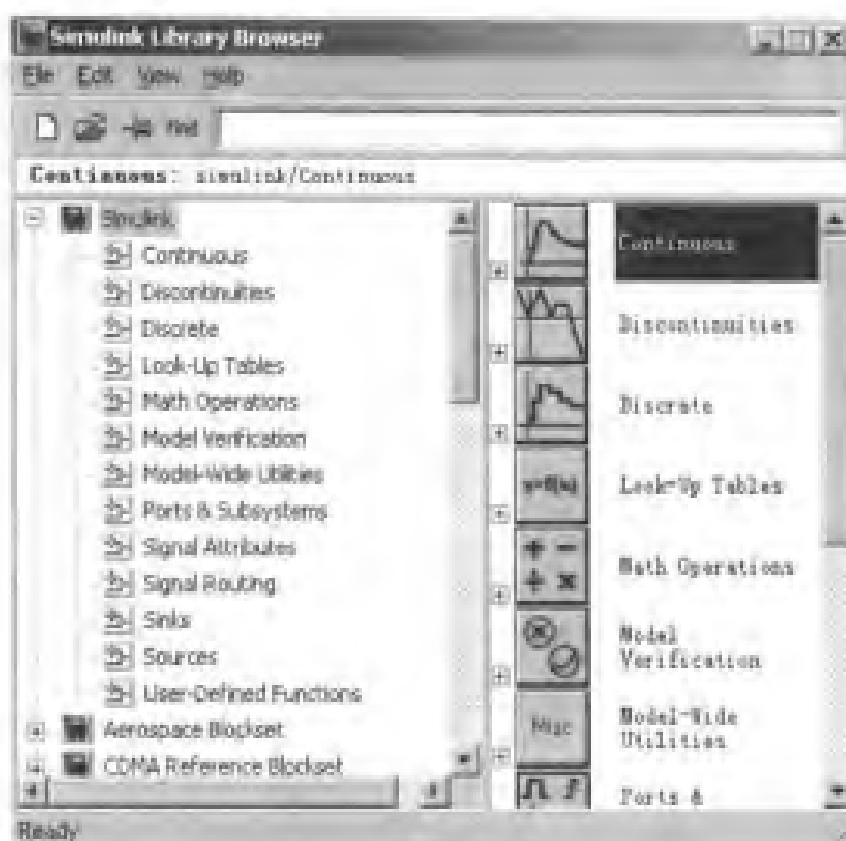 Simulink Library Browser
File Edit View Help
Find
Continuous: simulink/Continuous
Simulink
Continuous
Discontinuities
Discrete
Look-Up Tables
Math Operations
Model Verification
Model-Wide Utilities
Ports & Subsystems
Signal Attributes
Signal Routing
Sinks
Sources
User-Defined Functions
Aerospace Blockset
CDMA Reference Blockset
Continuous
Discontinuities
Discrete
y=f(u)
Look-Up Tables
+ -
÷ ×
Math Operations
Model
Verification
Misc
Model-Wide
Utilities
Ports &
Ready